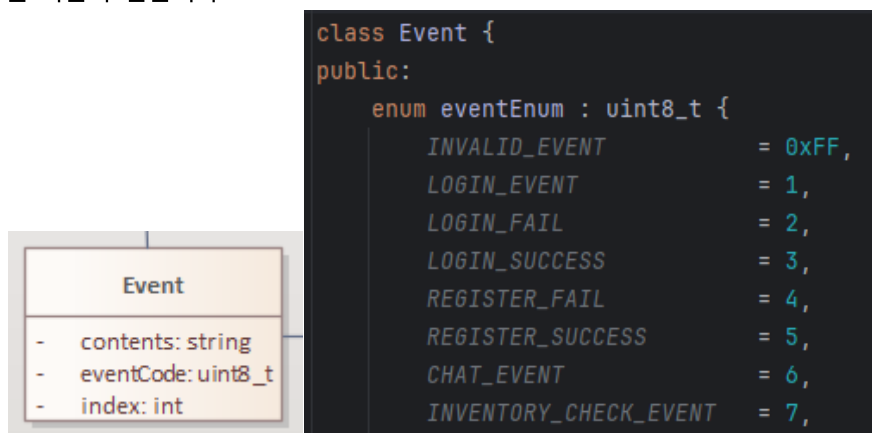 class Event {
public:
enum eventEnum : uint8_t {
INVALID_EVENT = 0xFF,
LOGIN_EVENT = 1,
LOGIN_FAIL = 2,
LOGIN_SUCCESS = 3,
REGISTER_FAIL = 4,
REGISTER_SUCCESS = 5,
CHAT_EVENT = 6,
INVENTORY_CHECK_EVENT = 7,
Event
- contents: string
- eventCode: uint8_t
- index: int